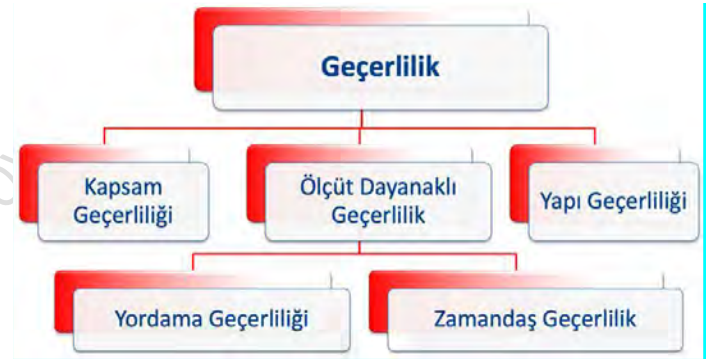 Geçerlilik
Kapsam
Geçerliliği
Ölçüt Dayanaklı
Geçerlilik
Yapı Geçerliliği
Yordama Geçerliliği
Zamandaş Geçerlilik